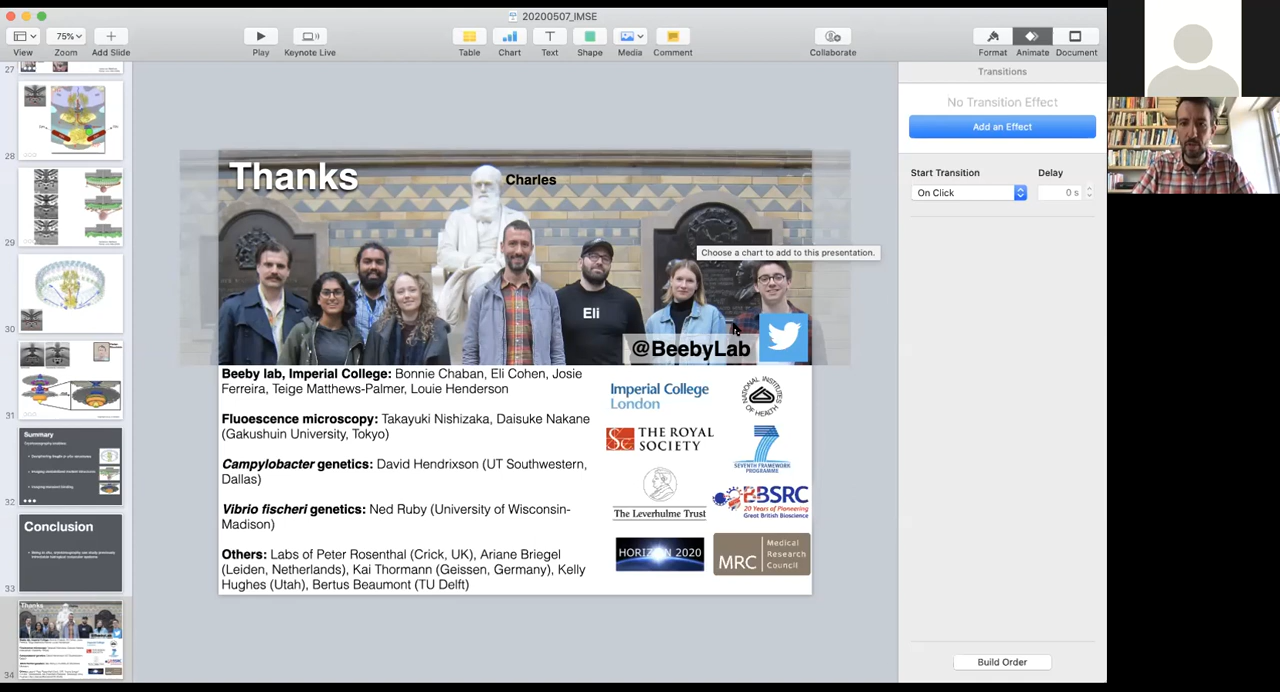 20200507_IMSE
75%
View
Zoom
Add Slide
Play
Keynote Live
Table
Chart
Text
Shape
Media
Comment
Collaborate
Format
Animate
Document
Transitions
No Transition Effect
Add an Effect
Start Transition
Delay
On Click
0 s
27
28
29
30
31
Summary
32
Conclusion
33
Thanks
34
Thanks
Charles
Choose a chart to add to this presentation.
Eli
@BeebyLab
Beeby lab, Imperial College: Bonnie Chaban, Eli Cohen, Josie
Ferreira, Teige Matthews-Palmer, Louie Henderson
Fluoescence microscopy: Takayuki Nishizaka, Daisuke Nakane
(Gakushuin University, Tokyo)
Campylobacter genetics: David Hendrixson (UT Southwestern,
Dallas)
Vibrio fischeri genetics: Ned Ruby (University of Wisconsin-
Madison)
Others: Labs of Peter Rosenthal (Crick, UK), Ariane Briegel
(Leiden, Netherlands), Kai Thormann (Geissen, Germany), Kelly
Hughes (Utah), Bertus Beaumont (TU Delft)
Imperial College
London
NATIONAL INSTITUTES
OF HEALTH
THE ROYAL
SOCIETY
SEVENTH FRAMEWORK
PROGRAMME
The Leverhulme Trust
BBSRC
20 Years of Pioneering
Great British Bioscience
HORIZON 2020
MRC
Medical
Research
Council
Build Order